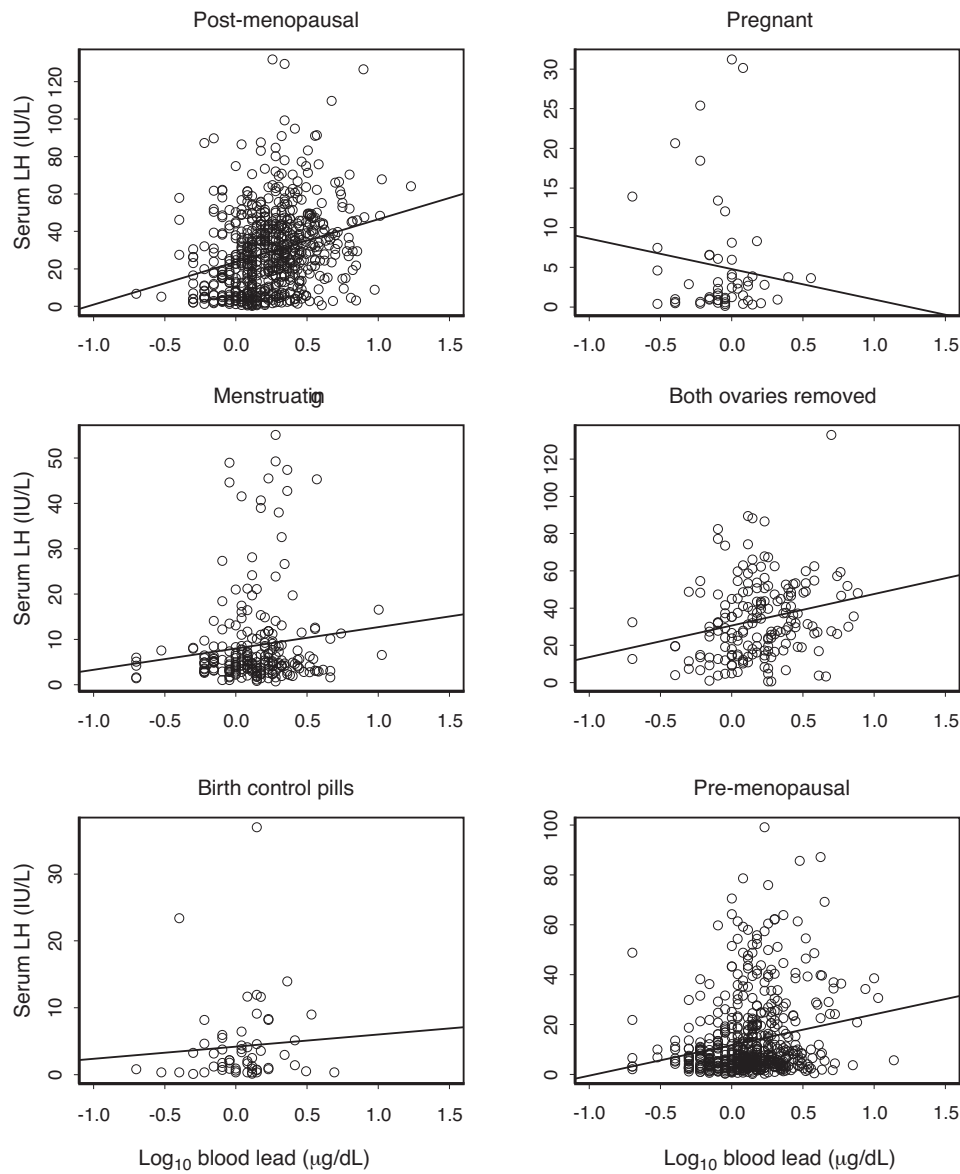 Post-menopausal
Serum LH (IU/L)
0 20 40 60 80 100 120
-1.0 -0.5 0.0 0.5 1.0 1.5
Pregnant
0 5 10 15 20 25 30
-1.0 -0.5 0.0 0.5 1.0 1.5
Menstruating
Serum LH (IU/L)
0 10 20 30 40 50
-1.0 -0.5 0.0 0.5 1.0 1.5
Both ovaries removed
0 20 40 60 80 100 120
-1.0 -0.5 0.0 0.5 1.0 1.5
Birth control pills
Serum LH (IU/L)
0 10 20 30
-1.0 -0.5 0.0 0.5 1.0 1.5
Log₁₀ blood lead (μg/dL)
Pre-menopausal
0 20 40 60 80 100
-1.0 -0.5 0.0 0.5 1.0 1.5
Log₁₀ blood lead (μg/dL)